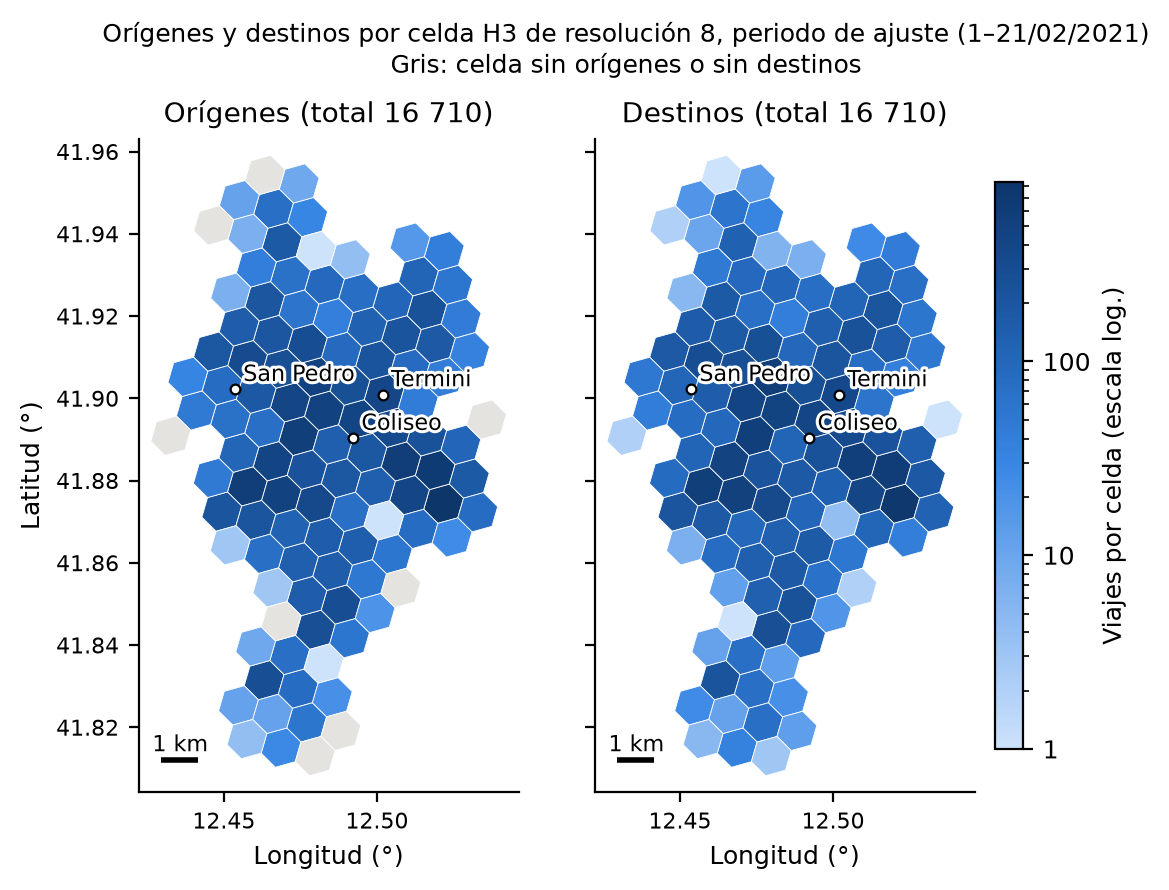 Orígenes y destinos por celda H3 de resolución 8, periodo de ajuste (1–21/02/2021)
Gris: celda sin orígenes o sin destinos
Orígenes (total 16 710)
Destinos (total 16 710)
41.96
41.94
41.92
41.90
41.88
41.86
41.84
41.82
Latitud (°)
San Pedro
Termini
Coliseo
1 km
12.45
12.50
Longitud (°)
San Pedro
Termini
Coliseo
1 km
12.45
12.50
Longitud (°)
100
10
1
Viajes por celda (escala log.)